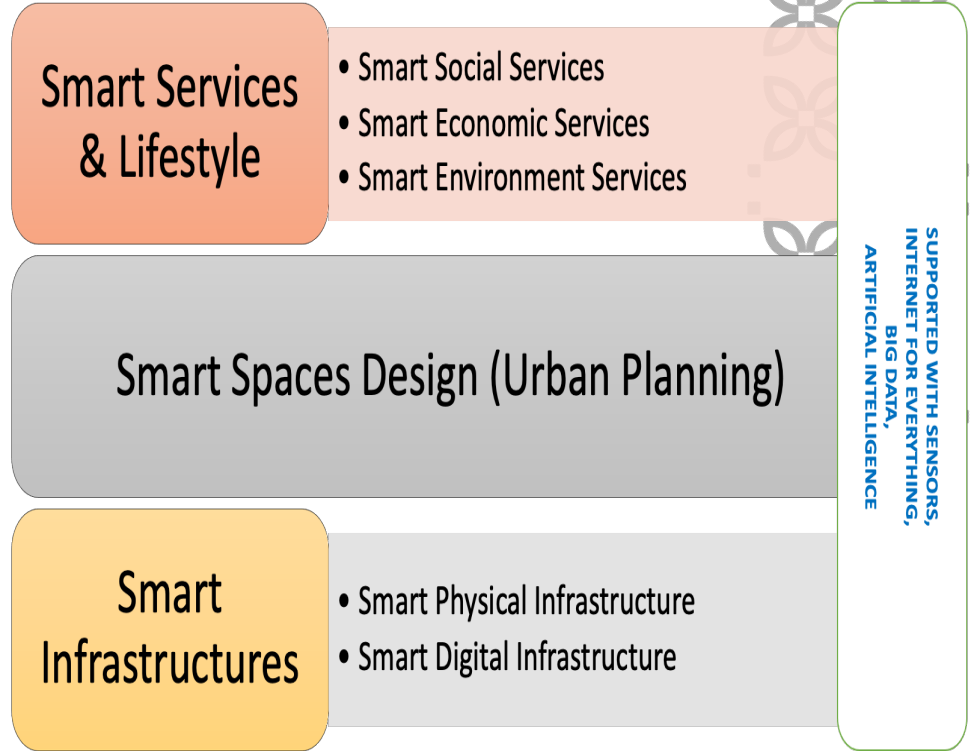 Smart Services
& Lifestyle
• Smart Social Services
• Smart Economic Services
• Smart Environment Services
Smart Spaces Design (Urban Planning)
Smart
Infrastructures
• Smart Physical Infrastructure
• Smart Digital Infrastructure
SUPPORTED WITH SENSORS,
INTERNET FOR EVERYTHING,
BIG DATA,
ARTIFICIAL INTELLIGENCE